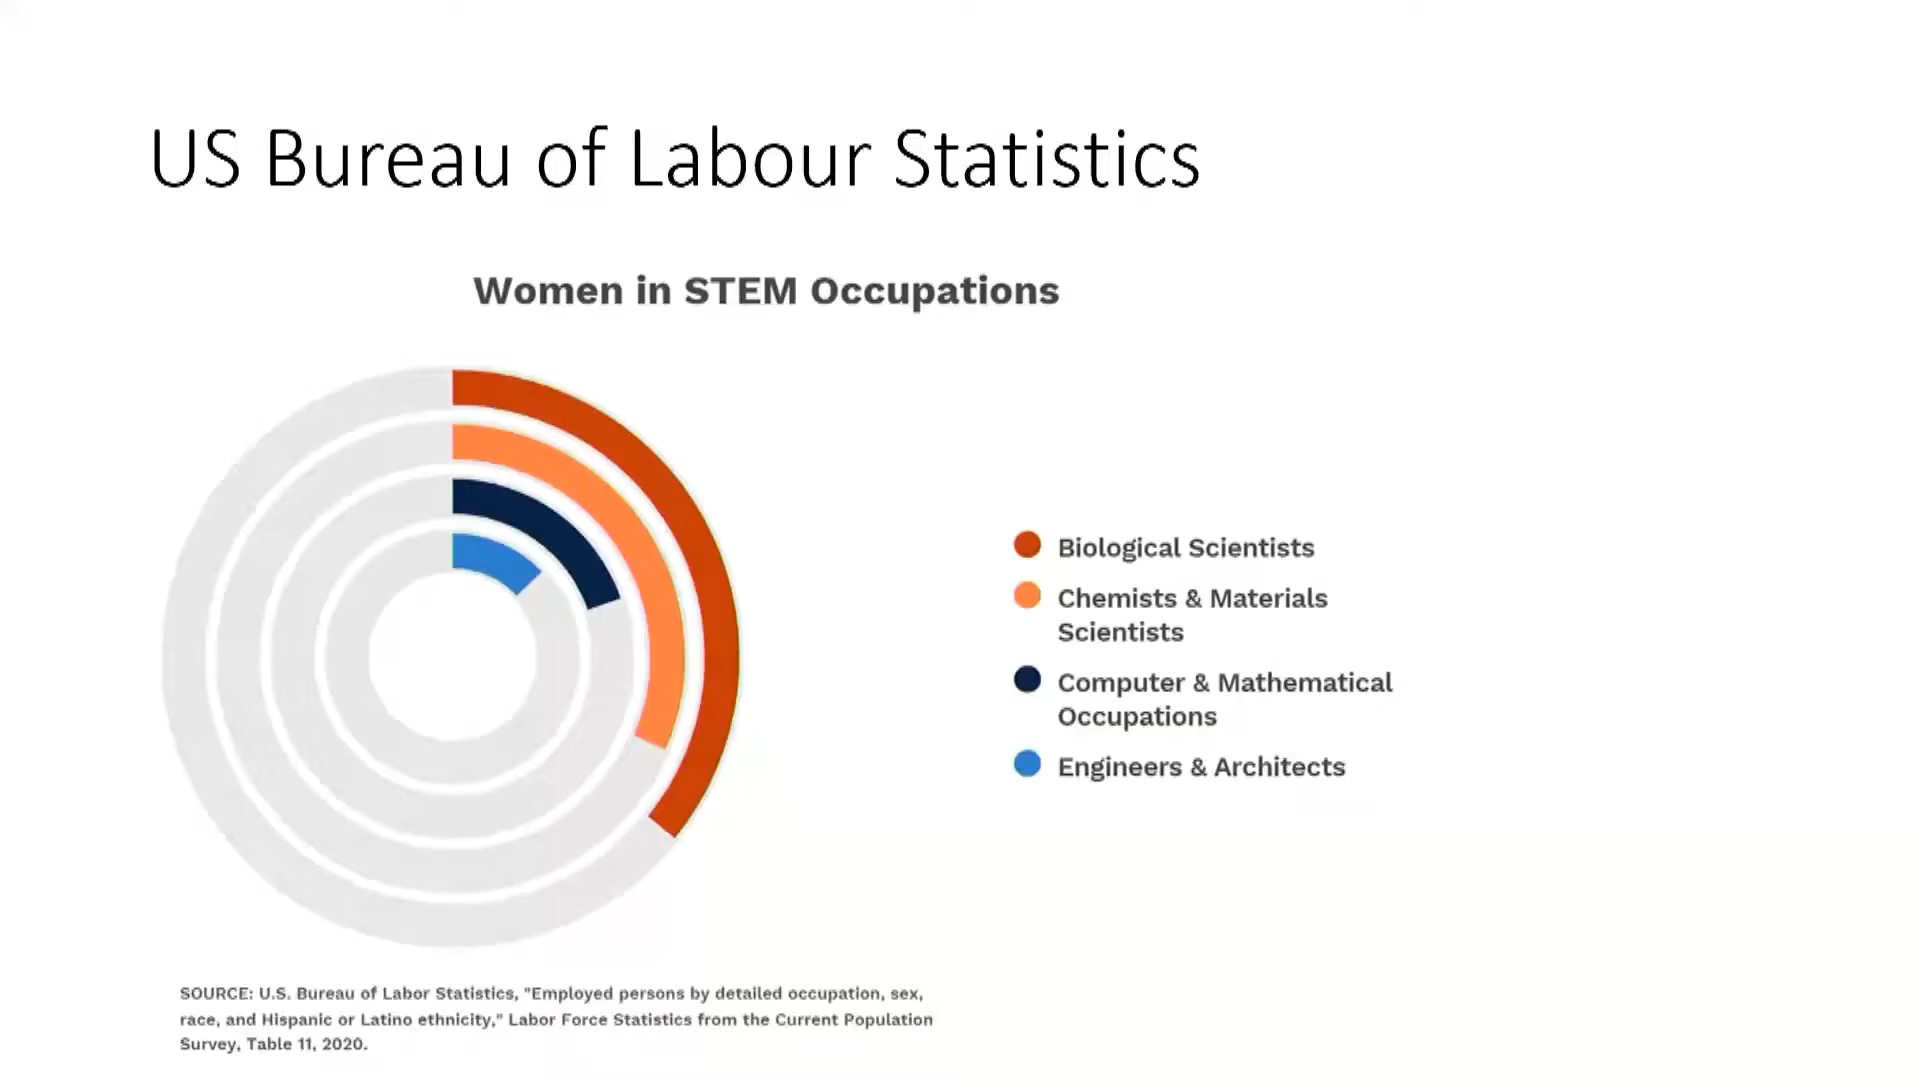 US Bureau of Labour Statistics
Women in STEM Occupations
Biological Scientists
Chemists & Materials
Scientists
Computer & Mathematical
Occupations
Engineers & Architects
SOURCE: U.S. Bureau of Labor Statistics, "Employed persons by detailed occupation, sex,
race, and Hispanic or Latino ethnicity," Labor Force Statistics from the Current Population
Survey, Table 11, 2020.